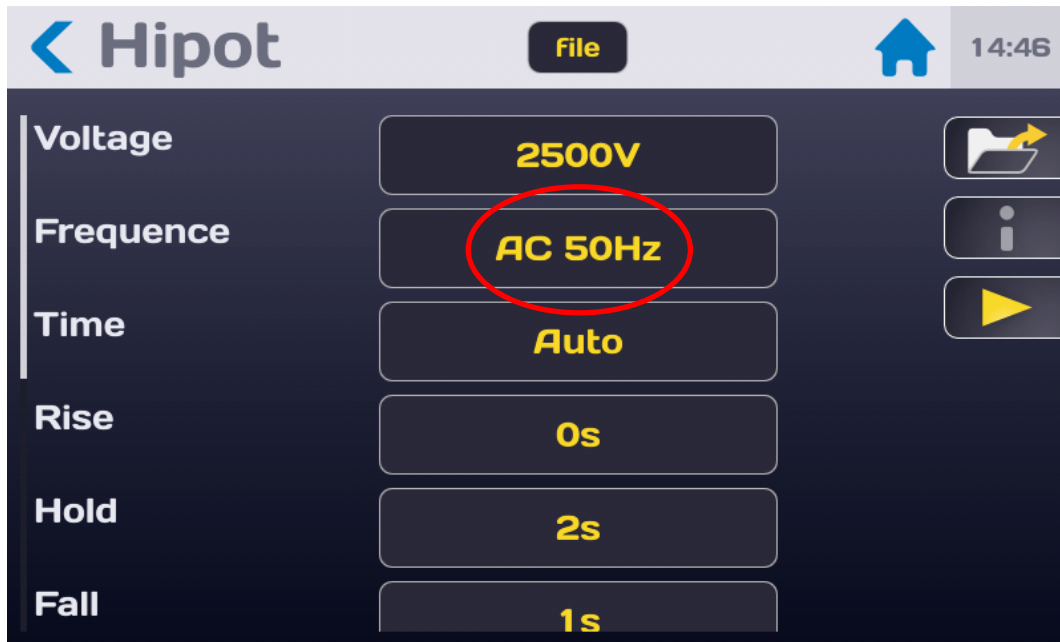 Hipot
File
14:46
Voltage
2500V
Frequence
AC 50Hz
Time
Auto
Rise
0s
Hold
2s
Fall
1s